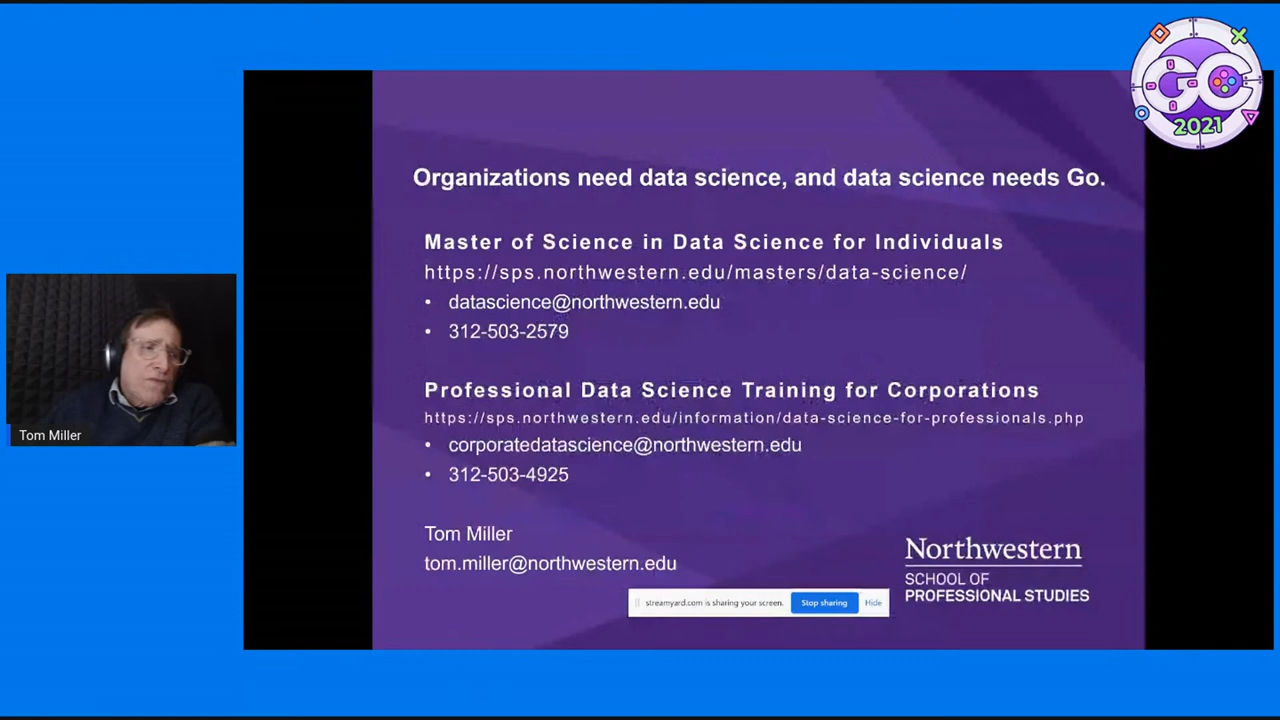 GC
2021
Organizations need data science, and data science needs Go.
Master of Science in Data Science for Individuals
https://sps.northwestern.edu/masters/data-science/
• datascience@northwestern.edu
• 312-503-2579
Professional Data Science Training for Corporations
https://sps.northwestern.edu/information/data-science-for-professionals.php
• corporatedatascience@northwestern.edu
• 312-503-4925
Tom Miller
tom.miller@northwestern.edu
Northwestern
SCHOOL OF
PROFESSIONAL STUDIES
streamyard.com is sharing your screen. Stop sharing Hide
Tom Miller